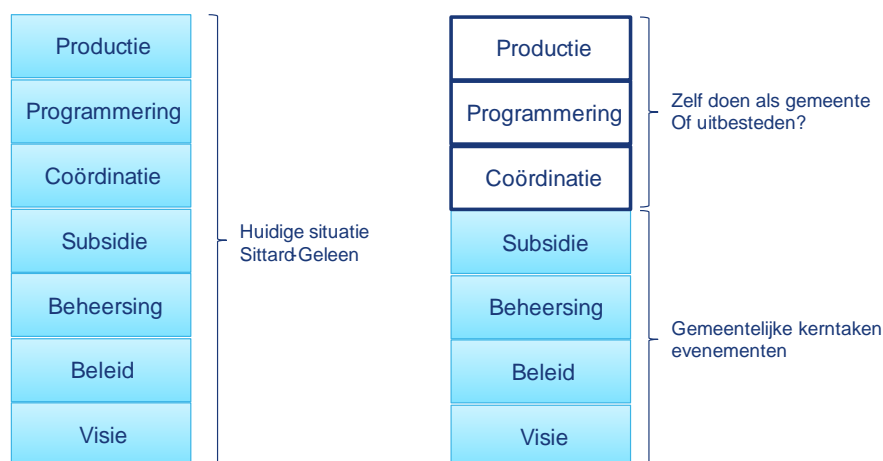 Productie
Programmering
Coördinatie
Subsidie
Beheersing
Beleid
Visie
Huidige situatie
Sittard-Geleen
Productie
Programmering
Coördinatie
Subsidie
Beheersing
Beleid
Visie
Zelf doen als gemeente
Of uitbesteden?
Gemeentelijke kerntaken
evenementen